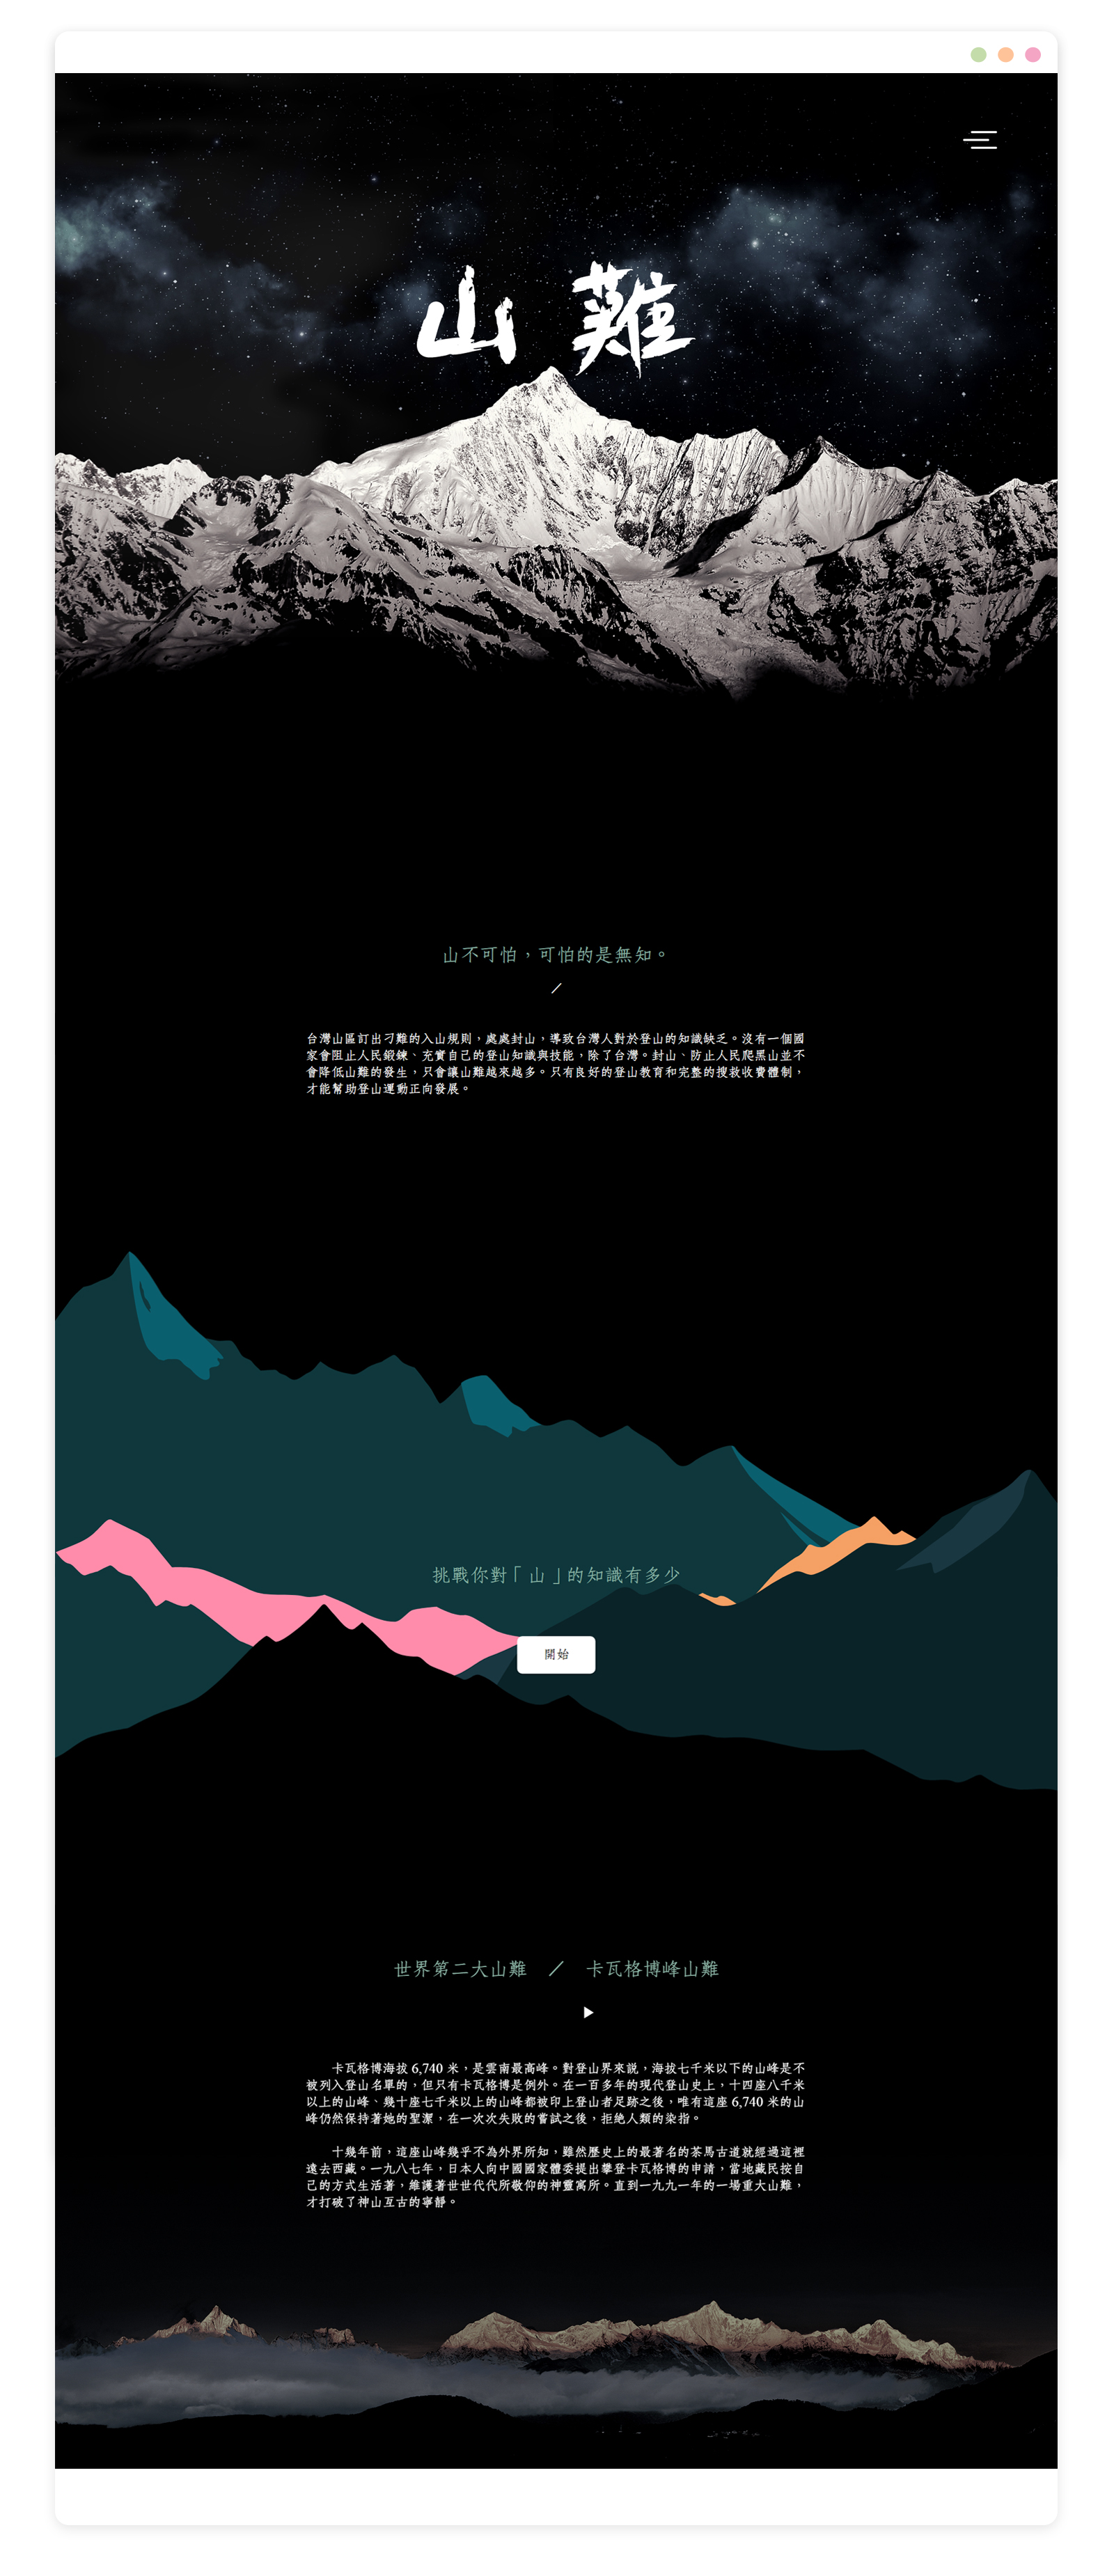 山 難
山不可怕，可怕的是無知。
／
台灣山區訂出刁難的入山規則，處處封山，導致台灣人對於登山的知識缺乏。沒有一個國
家會阻止人民鍛鍊、充實自己的登山知識與技能，除了台灣。封山、防止人民爬黑山並不
會降低山難的發生，只會讓山難越來越多。只有良好的登山教育和完整的搜救收費體制，
才能幫助登山運動正向發展。
挑戰你對「 山 」的知識有多少
開始
世界第二大山難　／　卡瓦格博峰山難
卡瓦格博海拔 6,740 米，是雲南最高峰。對登山界來說，海拔七千米以下的山峰是不
被列入登山名單的，但只有卡瓦格博是例外。在一百多年的現代登山史上，十四座八千米
以上的山峰、幾十座七千米以上的山峰都被印上登山者足跡之後，唯有這座 6,740 米的山
峰仍然保持著她的聖潔，在一次次失敗的嘗試之後，拒絕人類的染指。
十幾年前，這座山峰幾乎不為外界所知，雖然歷史上的最著名的茶馬古道就經過這裡
遠去西藏。一九八七年，日本人向中國國家體委提出攀登卡瓦格博的申請，當地藏民按自
己的方式生活著，維護著世世代代所敬仰的神靈寓所。直到一九九一年的一場重大山難，
才打破了神山亙古的寧靜。